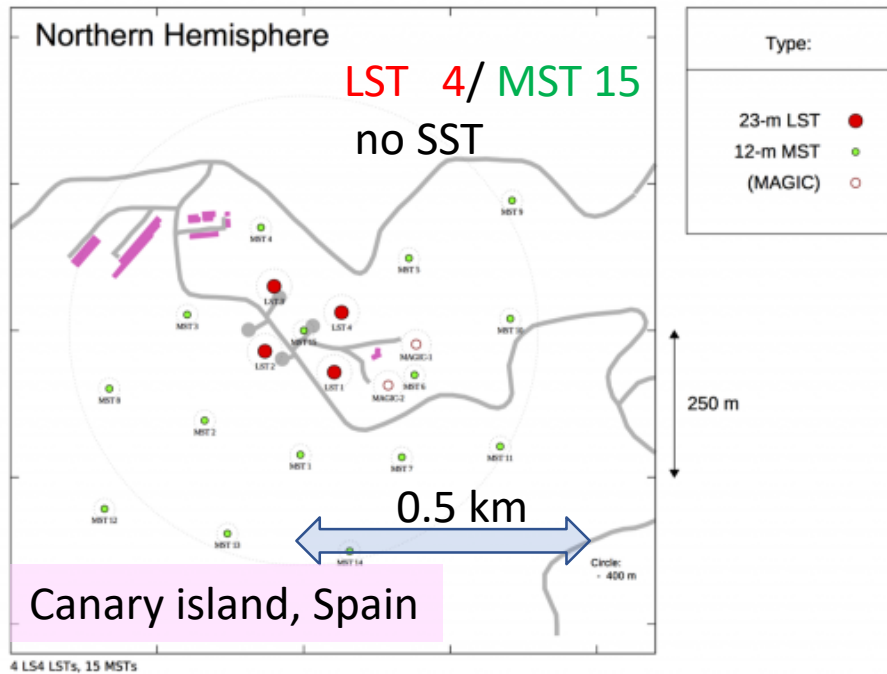 Northern Hemisphere
LST 4/ MST 15
no SST
Type:
23-m LST
12-m MST
(MAGIC)
MST 9
MST 4
MST 5
LST 3
LST 4
MST 3
MST 15
MST 10
MAGIC-1
LST 2
LST 1
MST 6
MAGIC-2
MST 8
250 m
MST 2
MST 1
MST 7
MST 11
0.5 km
MST 12
MST 13
MST 14
Circle:
- 400 m
Canary island, Spain
4 LS4 LSTs, 15 MSTs